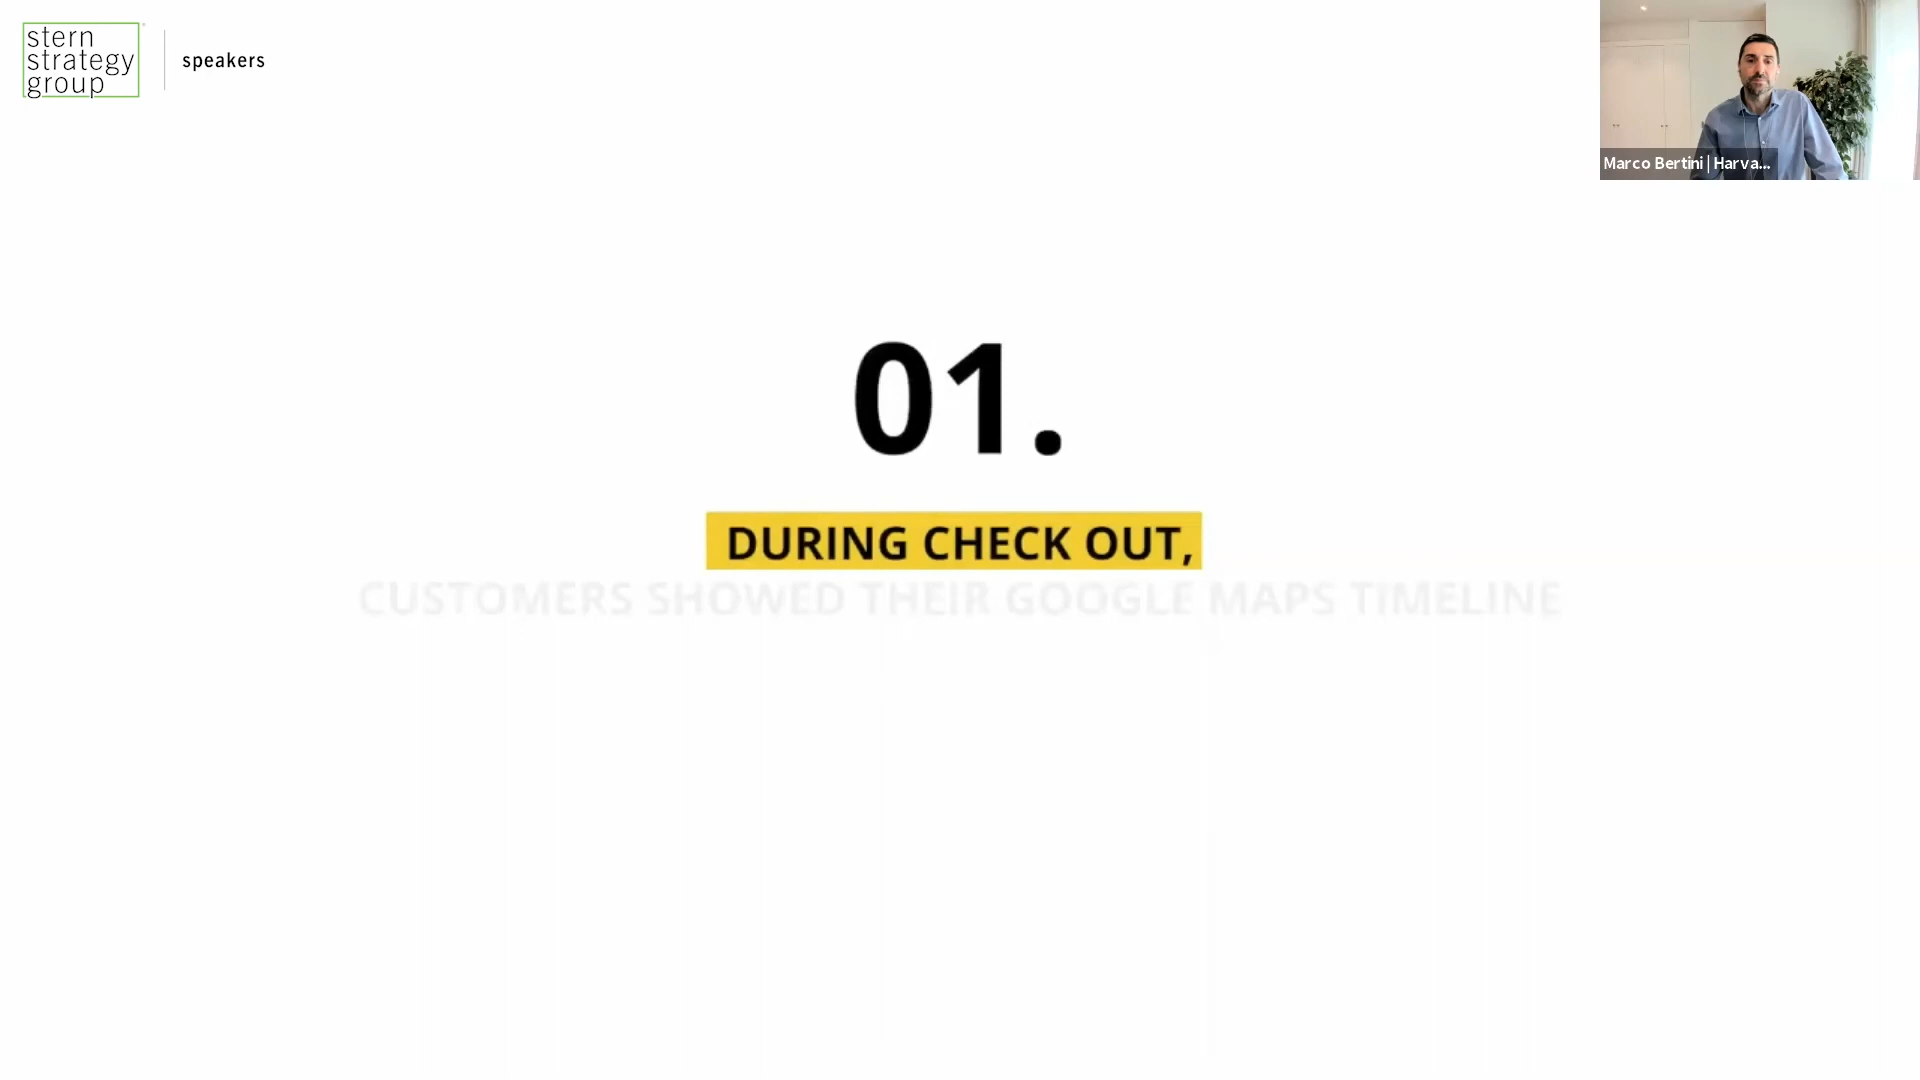 stern
strategy
group
speakers
Marco Bertini | Harva...
01.
DURING CHECK OUT,
CUSTOMERS SHOWED THEIR GOOGLE MAPS TIMELINE